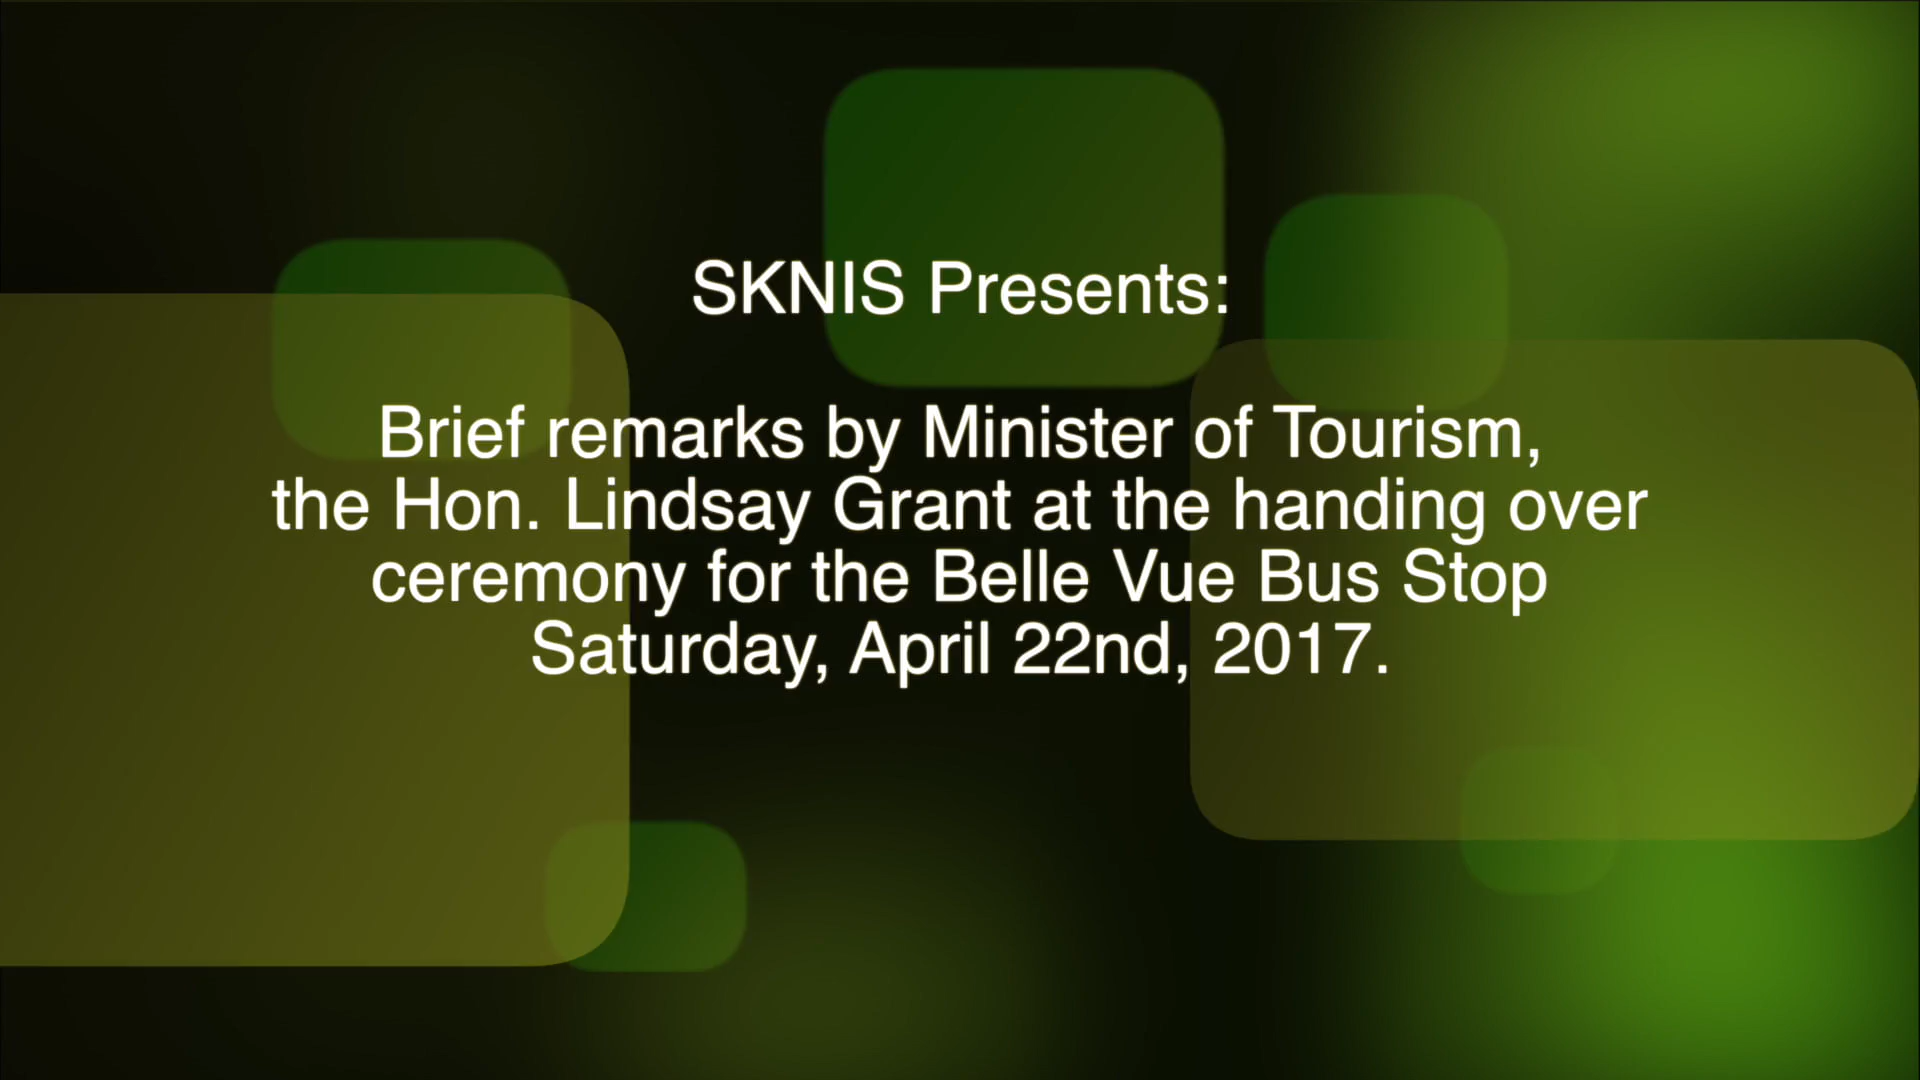 SKNIS Presents:
Brief remarks by Minister of Tourism,
the Hon. Lindsay Grant at the handing over
ceremony for the Belle Vue Bus Stop
Saturday, April 22nd, 2017.